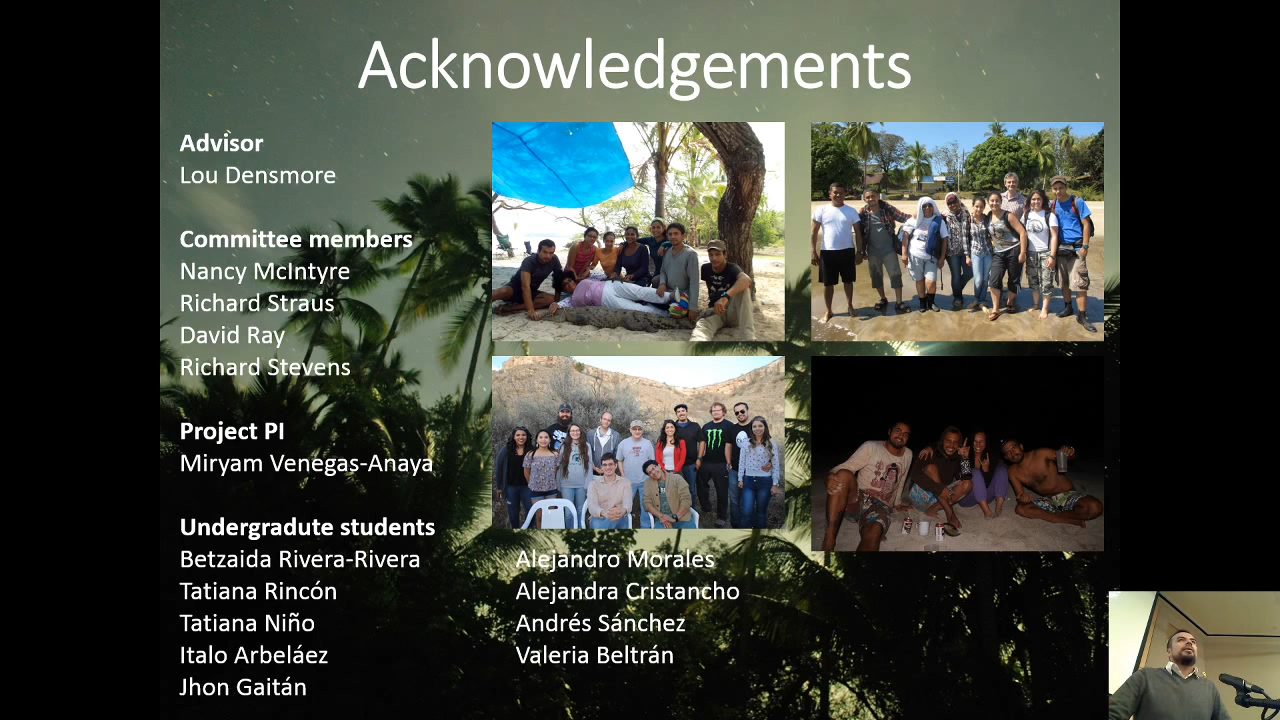 Acknowledgements
Advisor
Lou Densmore
Committee members
Nancy McIntyre
Richard Straus
David Ray
Richard Stevens
Project PI
Miryam Venegas-Anaya
Undergradute students
Betzaida Rivera-Rivera
Tatiana Rincón
Tatiana Niño
Italo Arbeláez
Jhon Gaitán
Alejandro Morales
Alejandra Cristancho
Andrés Sánchez
Valeria Beltrán